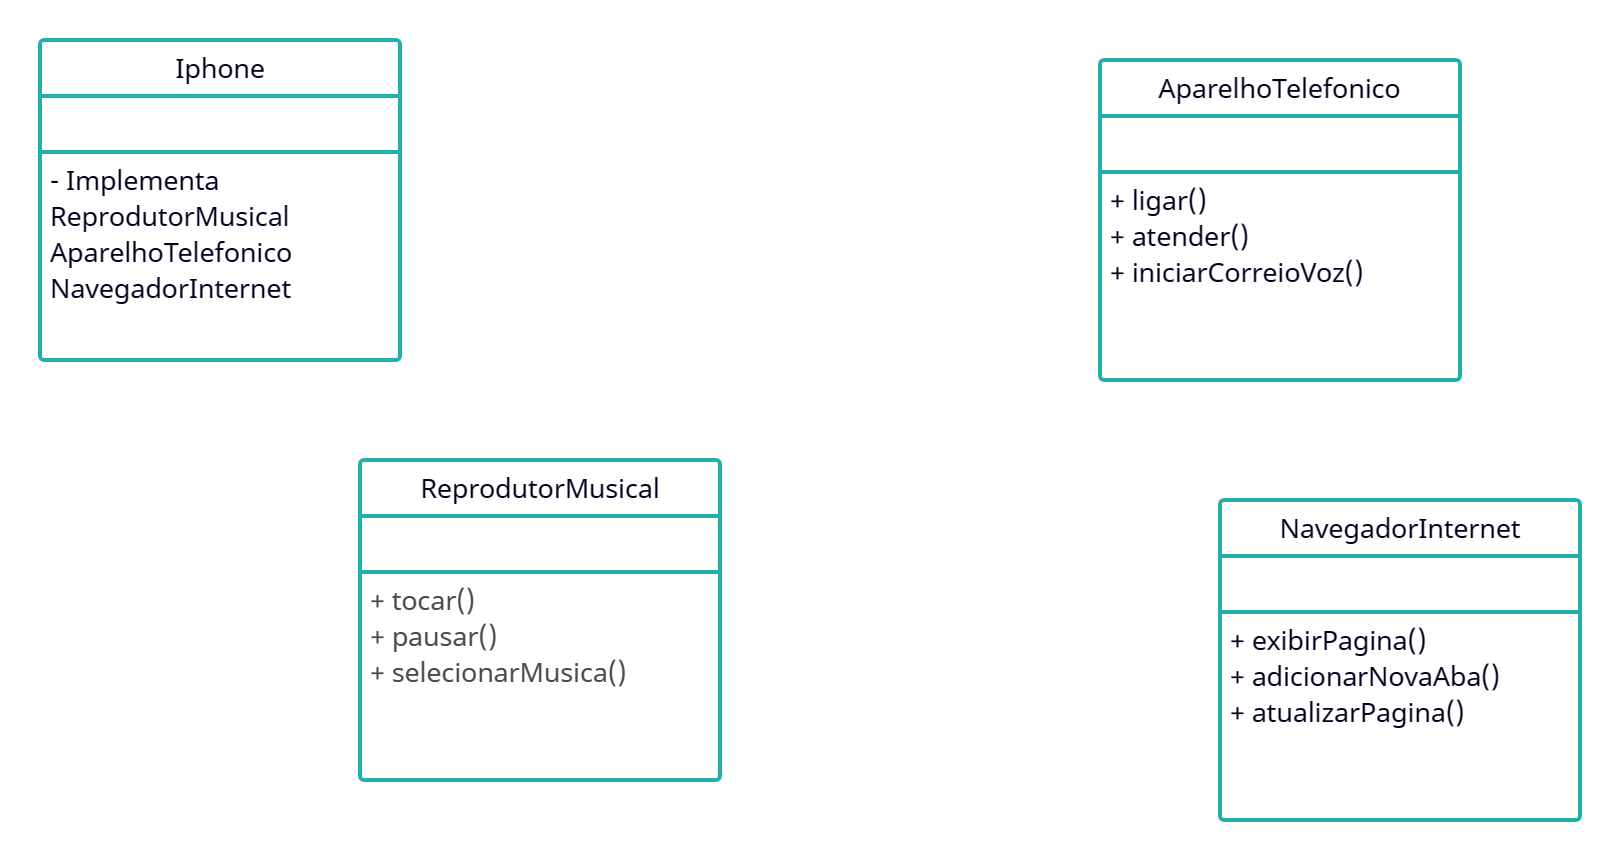 Iphone
- Implementa
ReprodutorMusical
AparelhoTelefonico
NavegadorInternet
AparelhoTelefonico
+ ligar()
+ atender()
+ iniciarCorreioVoz()
ReprodutorMusical
+ tocar()
+ pausar()
+ selecionarMusica()
NavegadorInternet
+ exibirPagina()
+ adicionarNovaAba()
+ atualizarPagina()